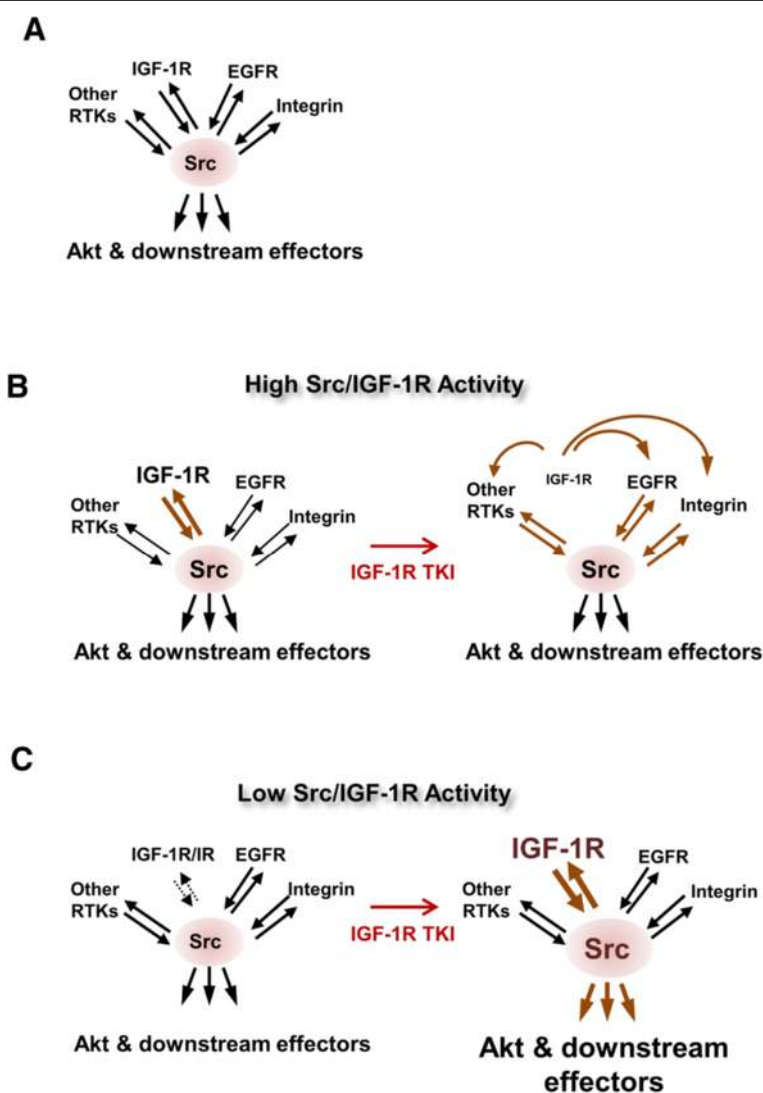 A
IGF-1R
EGFR
Other
RTKs
Integrin
Src
Akt & downstream effectors
B
High Src/IGF-1R Activity
IGF-1R
EGFR
Other
RTKs
Integrin
Src
Akt & downstream effectors
IGF-1R TKI
IGF-1R
EGFR
Other
RTKs
Integrin
Src
Akt & downstream effectors
C
Low Src/IGF-1R Activity
IGF-1R/IR
EGFR
Other
RTKs
Integrin
Src
Akt & downstream effectors
IGF-1R TKI
IGF-1R
EGFR
Other
RTKs
Integrin
Src
Akt & downstream
effectors